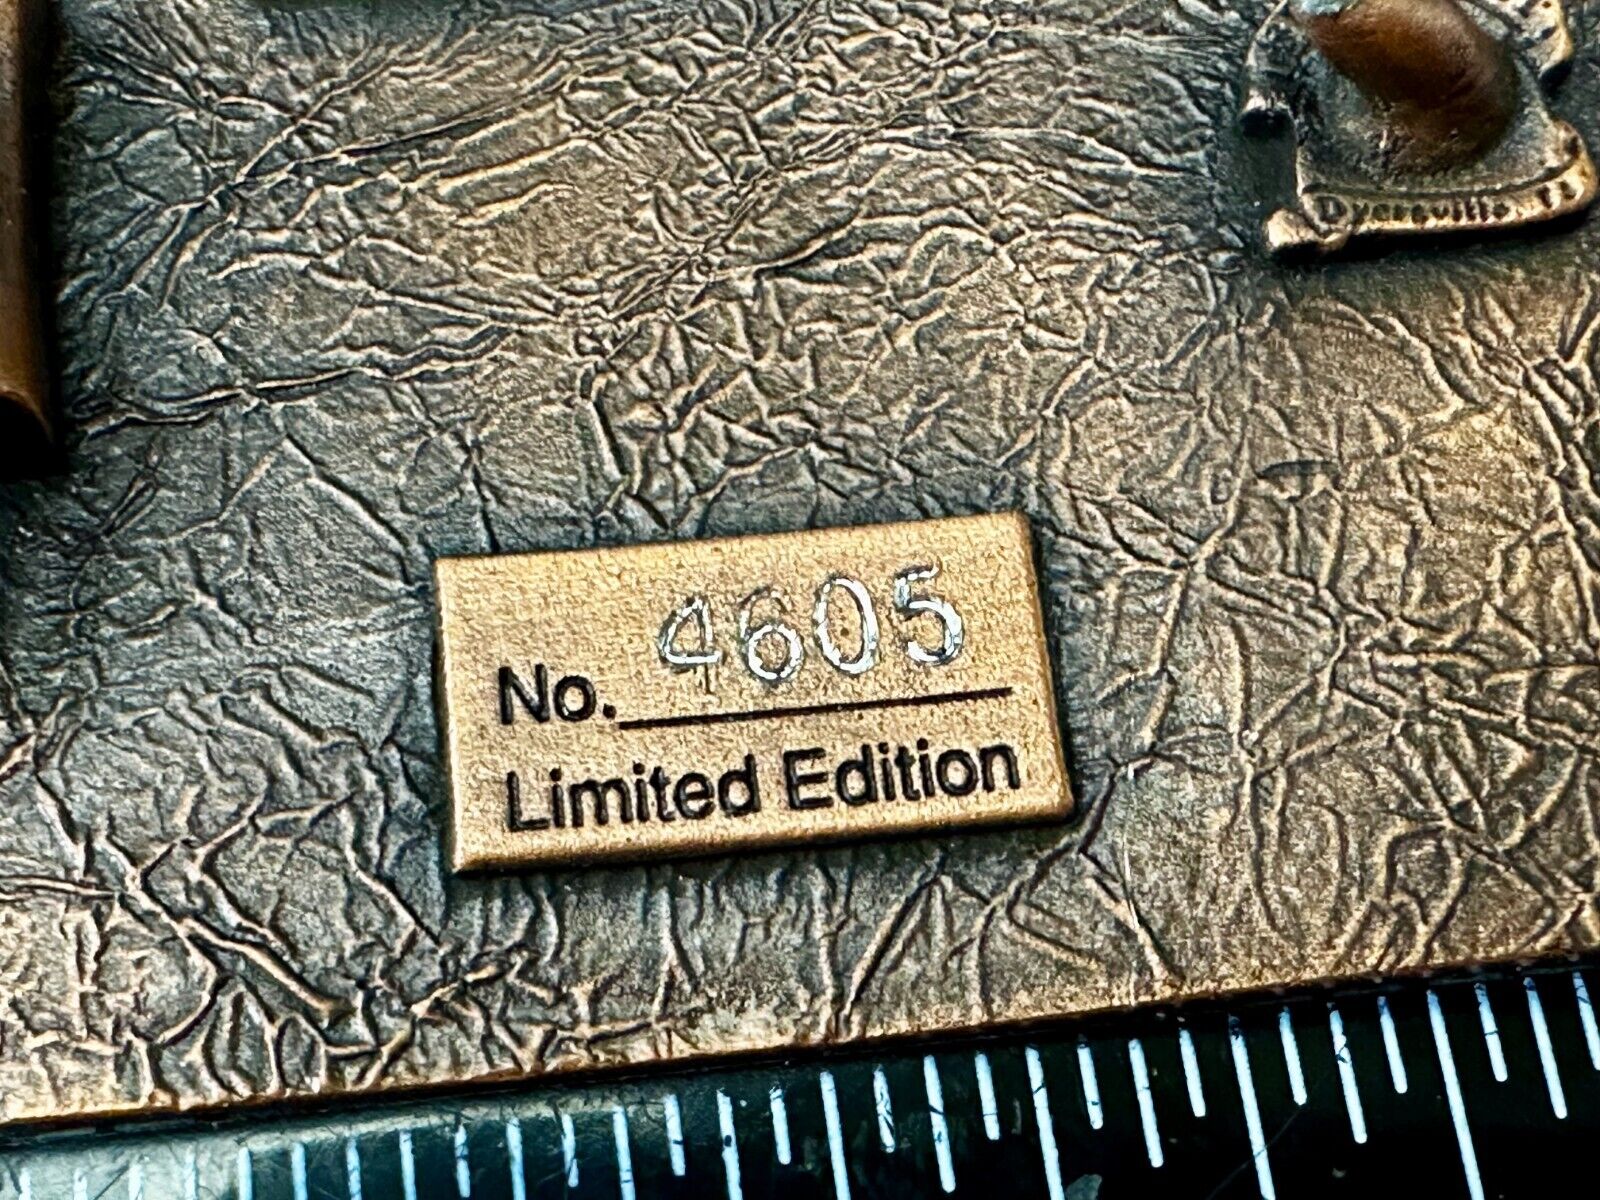 Dyersville, I
No. 4605
Limited Edition